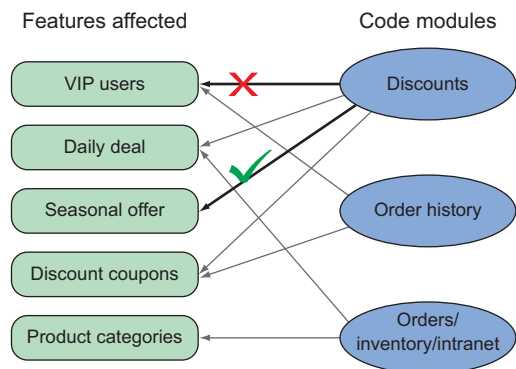 Features affected
Code modules
VIP users
Discounts
Daily deal
Seasonal offer
Order history
Discount coupons
Product categories
Orders/
inventory/intranet